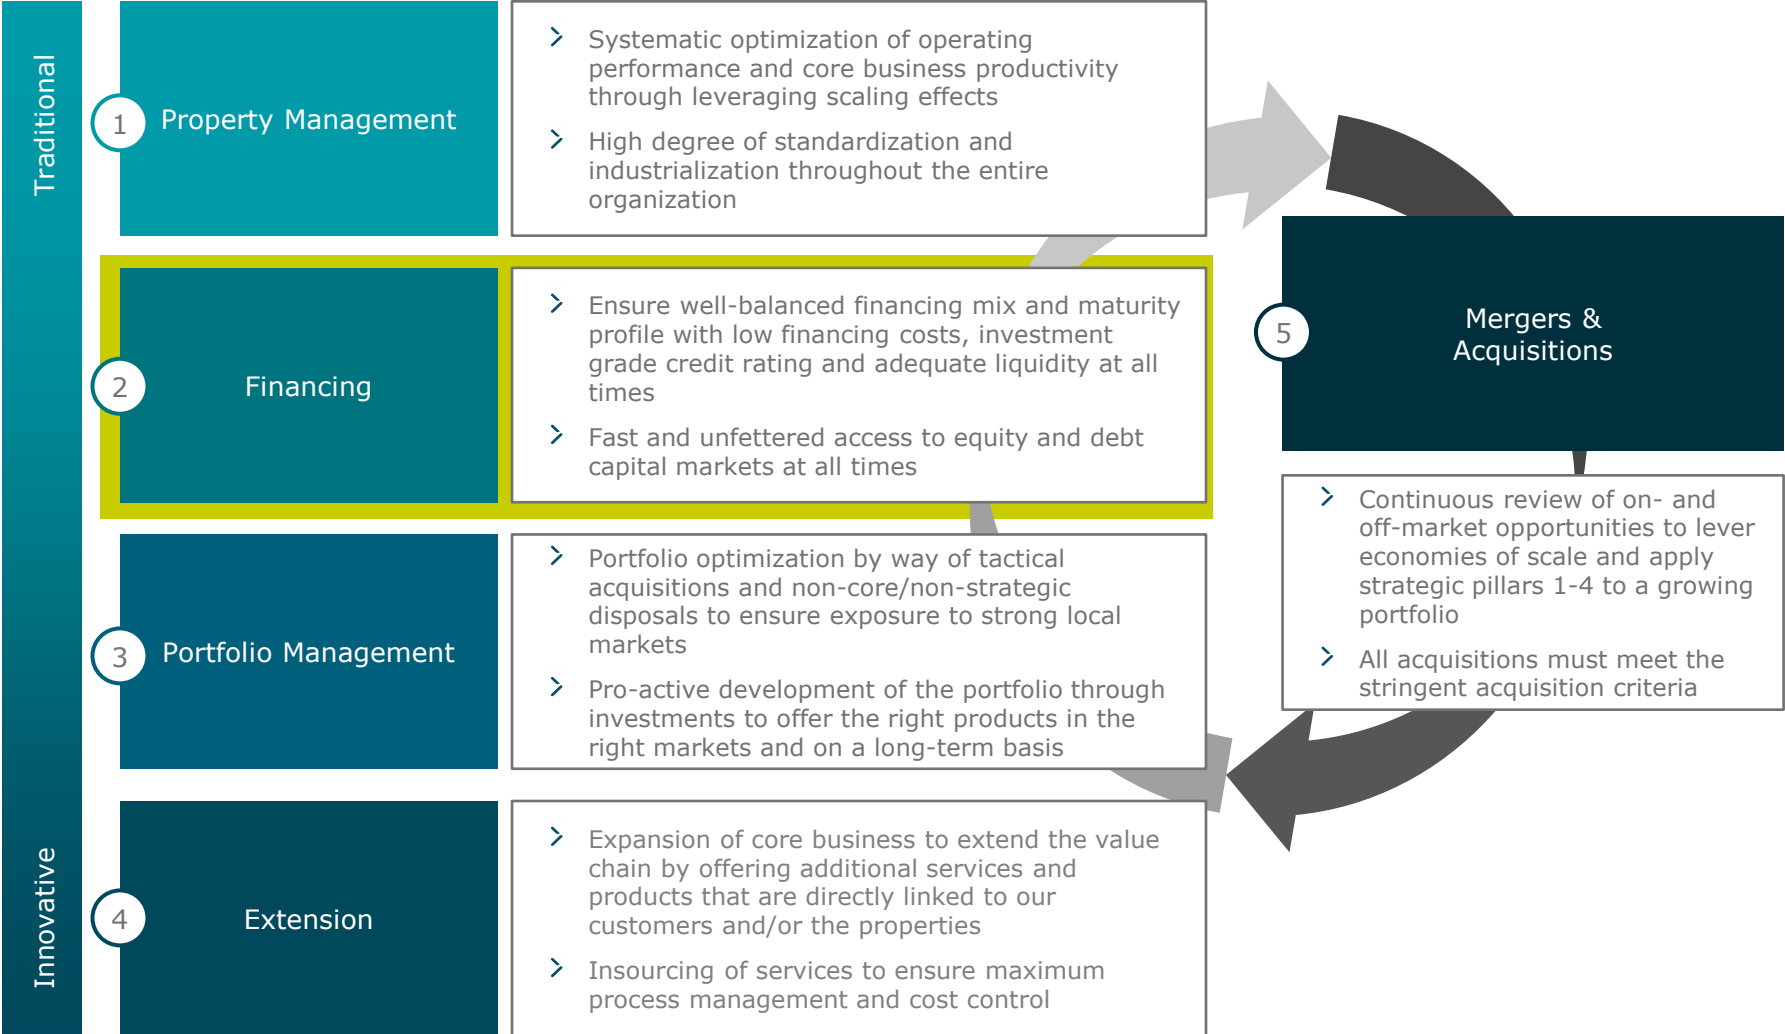 Traditional
1
Property Management
Systematic optimization of operating
performance and core business productivity
through leveraging scaling effects
High degree of standardization and
industrialization throughout the entire
organization
2
Financing
Ensure well-balanced financing mix and maturity
profile with low financing costs, investment
grade credit rating and adequate liquidity at all
times
Fast and unfettered access to equity and debt
capital markets at all times
3
Portfolio Management
Portfolio optimization by way of tactical
acquisitions and non-core/non-strategic
disposals to ensure exposure to strong local
markets
Pro-active development of the portfolio through
investments to offer the right products in the
right markets and on a long-term basis
Innovative
4
Extension
Expansion of core business to extend the value
chain by offering additional services and
products that are directly linked to our
customers and/or the properties
Insourcing of services to ensure maximum
process management and cost control
5
Mergers &
Acquisitions
Continuous review of on- and
off-market opportunities to lever
economies of scale and apply
strategic pillars 1-4 to a growing
portfolio
All acquisitions must meet the
stringent acquisition criteria